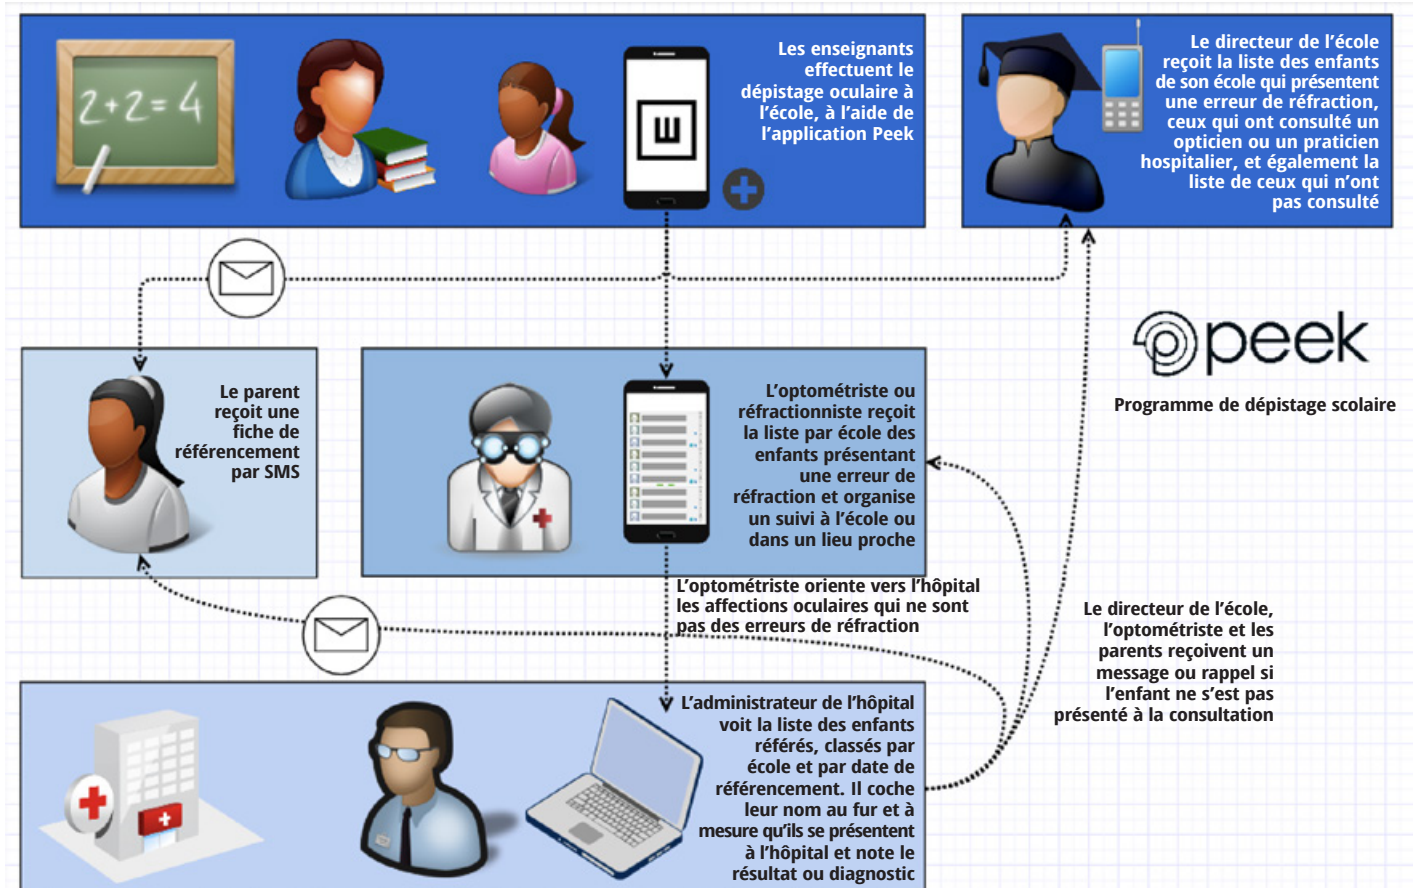 2+2=4
Les enseignants
effectuent le
dépistage oculaire à
l'école, à l'aide de
l'application Peek
Le directeur de l'école
reçoit la liste des enfants
de son école qui présentent
une erreur de réfraction,
ceux qui ont consulté un
opticien ou un praticien
hospitalier, et également la
liste de ceux qui n'ont
pas consulté
peek
Programme de dépistage scolaire
Le parent
reçoit une
fiche de
référencement
par SMS
L'optométriste ou
réfractionniste reçoit
la liste par école des
enfants présentant
une erreur de
réfraction et organise
un suivi à l'école ou
dans un lieu proche
L'optométriste oriente vers l'hôpital
les affections oculaires qui ne sont
pas des erreurs de réfraction
Le directeur de l'école,
l'optométriste et les
parents reçoivent un
message ou rappel si
l'enfant ne s'est pas
présenté à la consultation
L'administrateur de l'hôpital
voit la liste des enfants
référés, classés par
école et par date de
référencement. Il coche
leur nom au fur et à
mesure qu'ils se présentent
à l'hôpital et note le
résultat ou diagnostic